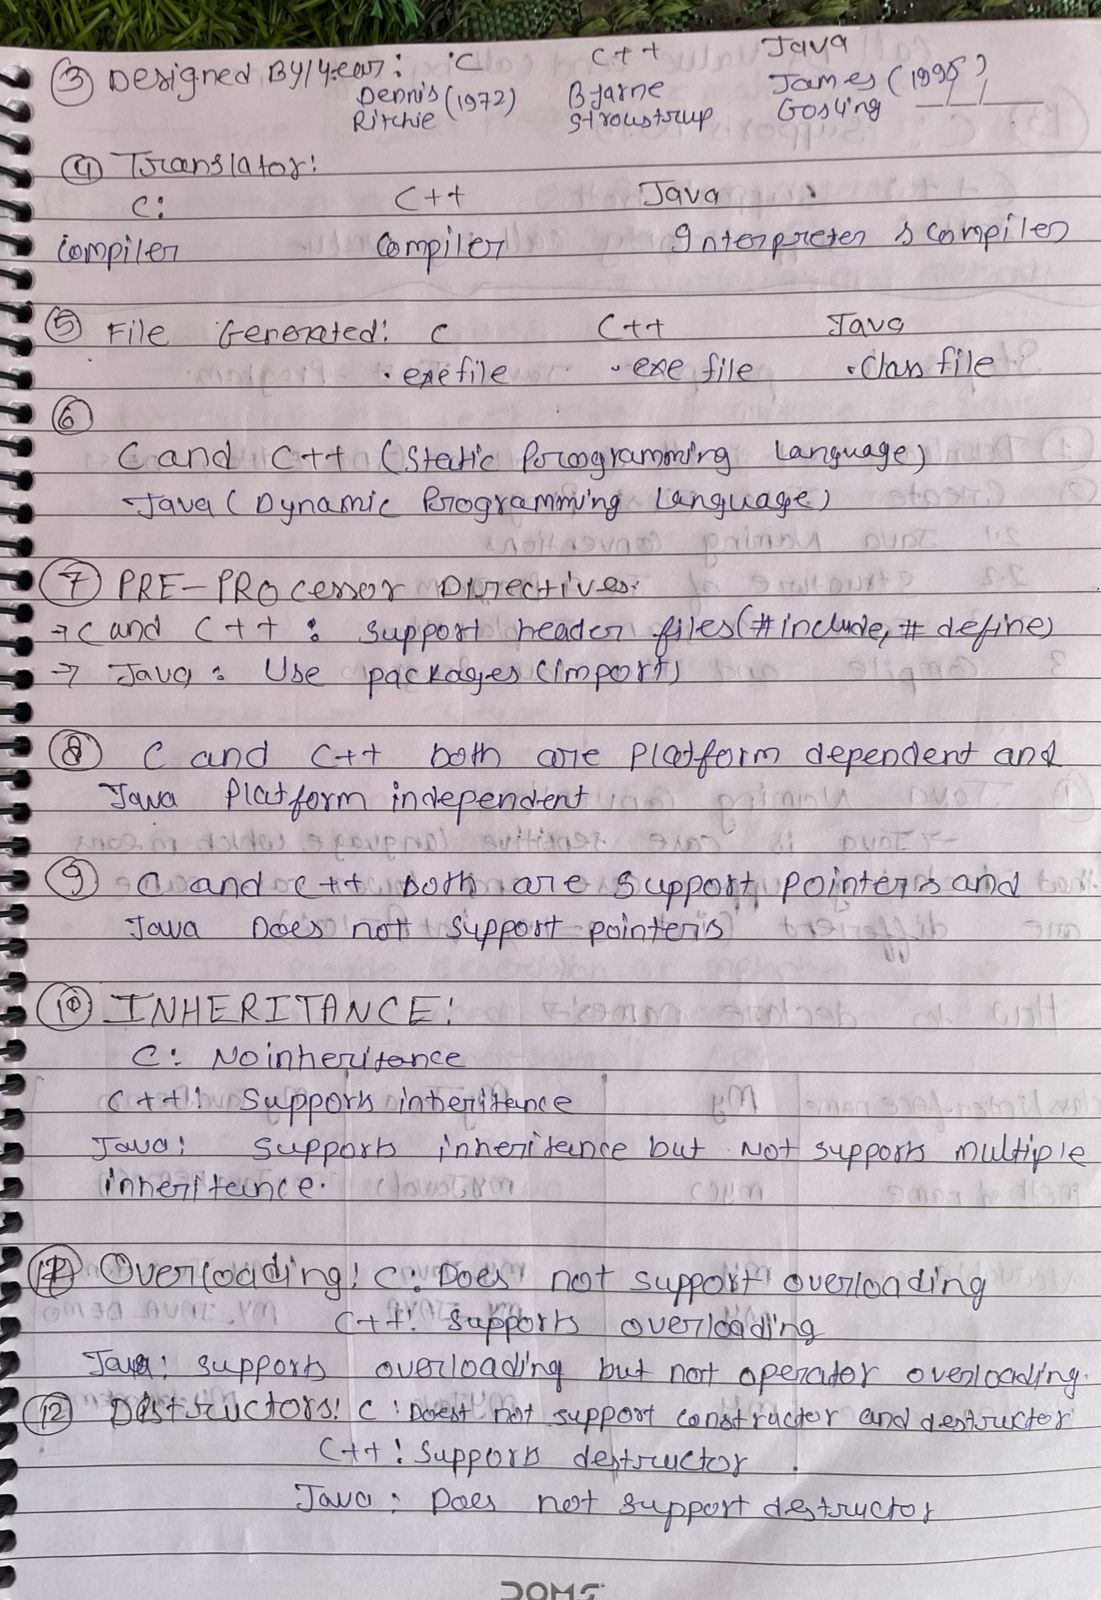 ③ Designed By/year: C C++ Java
Dennis Ritchie (1972) Bjarne Stroustrup James Gosling (1995)
④ Translator:
C: C++ Java
Compiler Compiler Interpreter & Compiler
⑤ File Generated: C C++ Java
.exe file .exe file .class file
⑥
C and C++ (Static Programming Language)
Java (Dynamic Programming Language)
⑦ PRE-PROcessor Directives:
→ C and C++ : support header files (#include, # define)
→ Java : Use packages (import)
⑧ C and C++ both are Platform dependent and
Java Platform independent
⑨ C and C++ both are support pointers and
Java Does not support pointers
⑩ INHERITANCE:
C: No inheritance
C++: Supports inheritance
Java: Supports inheritance but Not supports multiple
inheritance.
Overloading: C: Does not support overloading
C++: Supports overloading
Java: supports overloading but not operator overloading.
⑫ Destructors: C: Doest not support constructor and destructor
C++: Supports destructor
Java: Does not support destructor
DOMS